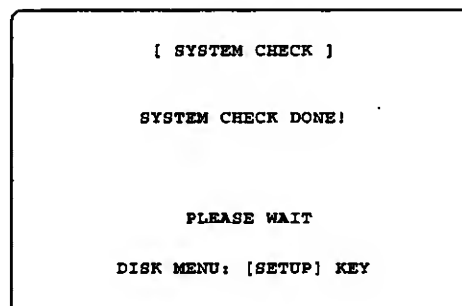 [ SYSTEM CHECK ]
SYSTEM CHECK DONE!
PLEASE WAIT
DISK MENU: [SETUP] KEY